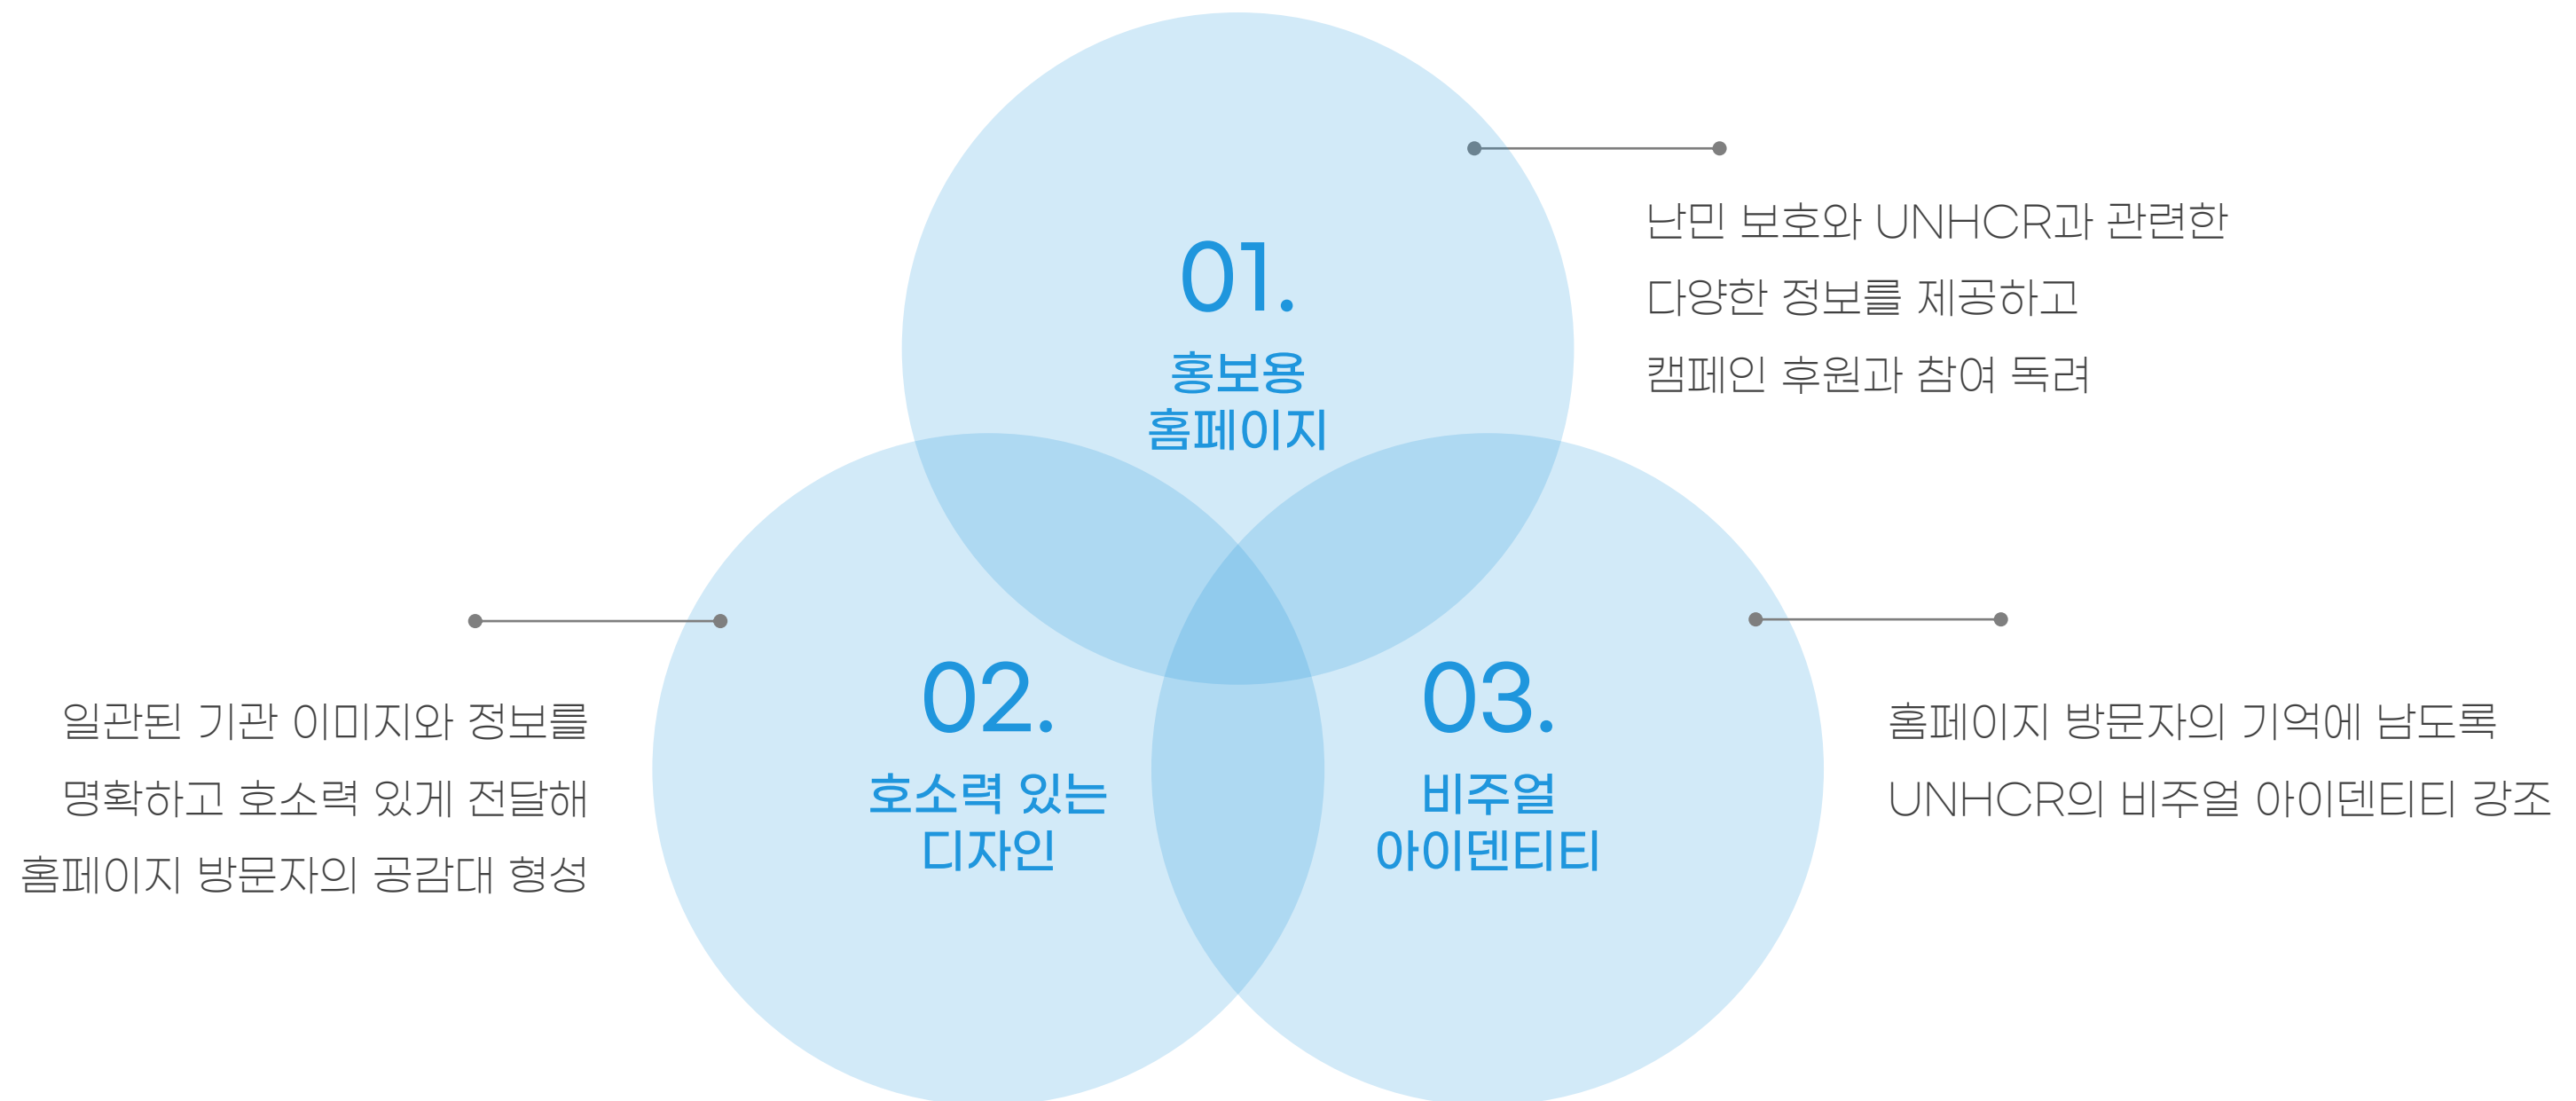 01.
홍보용
홈페이지
난민 보호와 UNHCR과 관련한
다양한 정보를 제공하고
캠페인 후원과 참여 독려
02.
호소력 있는
디자인
일관된 기관 이미지와 정보를
명확하고 호소력 있게 전달해
홈페이지 방문자의 공감대 형성
03.
비주얼
아이덴티티
홈페이지 방문자의 기억에 남도록
UNHCR의 비주얼 아이덴티티 강조